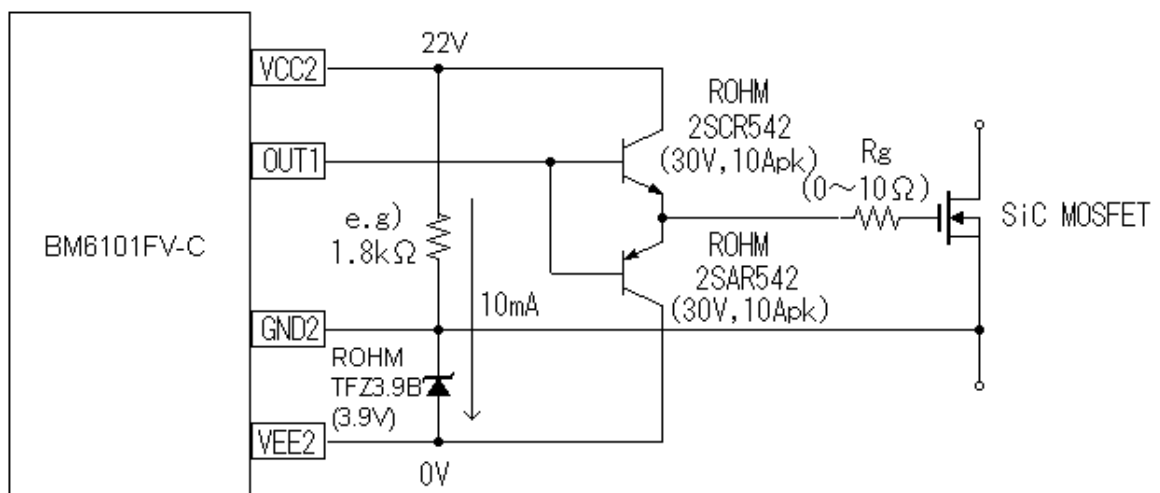 VCC2
22V
ROHM
2SCR542
(30V,10Apk)
OUT1
Rg
(0～10Ω)
SiC MOSFET
BM6101FV-C
e.g)
1.8kΩ
ROHM
2SAR542
(30V,10Apk)
10mA
GND2
ROHM
TFZ3.9B
(3.9V)
VEE2
0V